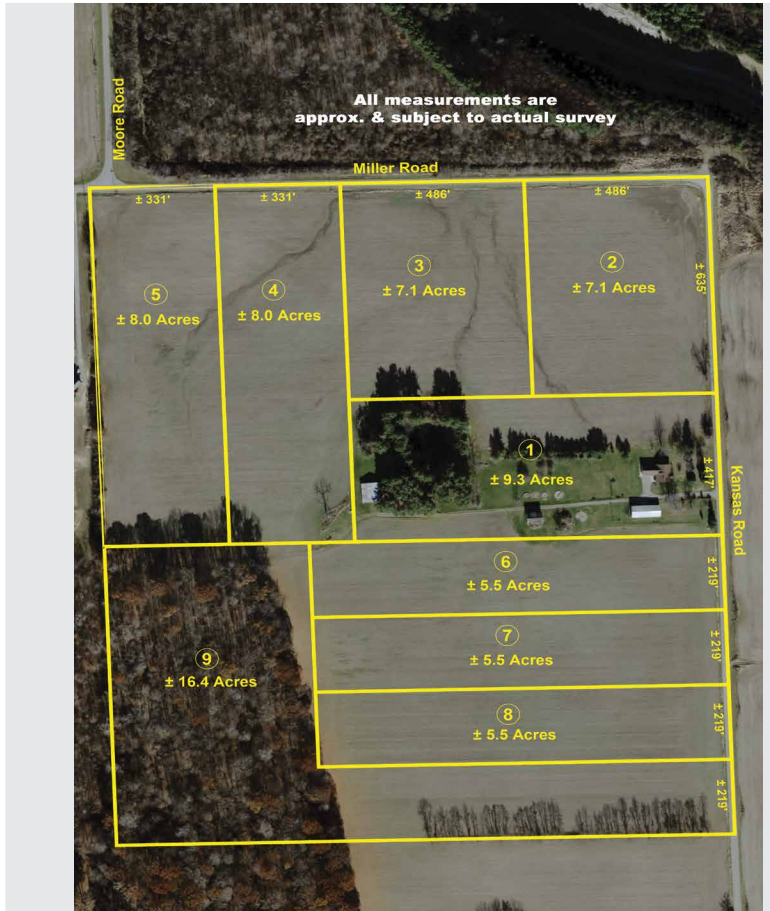 All measurements are
approx. & subject to actual survey
Moore Road
Miller Road
± 331'
± 331'
± 486'
± 486'
± 635'
5
± 8.0 Acres
4
± 8.0 Acres
3
± 7.1 Acres
2
± 7.1 Acres
1
± 9.3 Acres
± 417'
Kansas Road
6
± 5.5 Acres
± 219'
7
± 5.5 Acres
± 219'
9
± 16.4 Acres
8
± 5.5 Acres
± 219'
± 219'